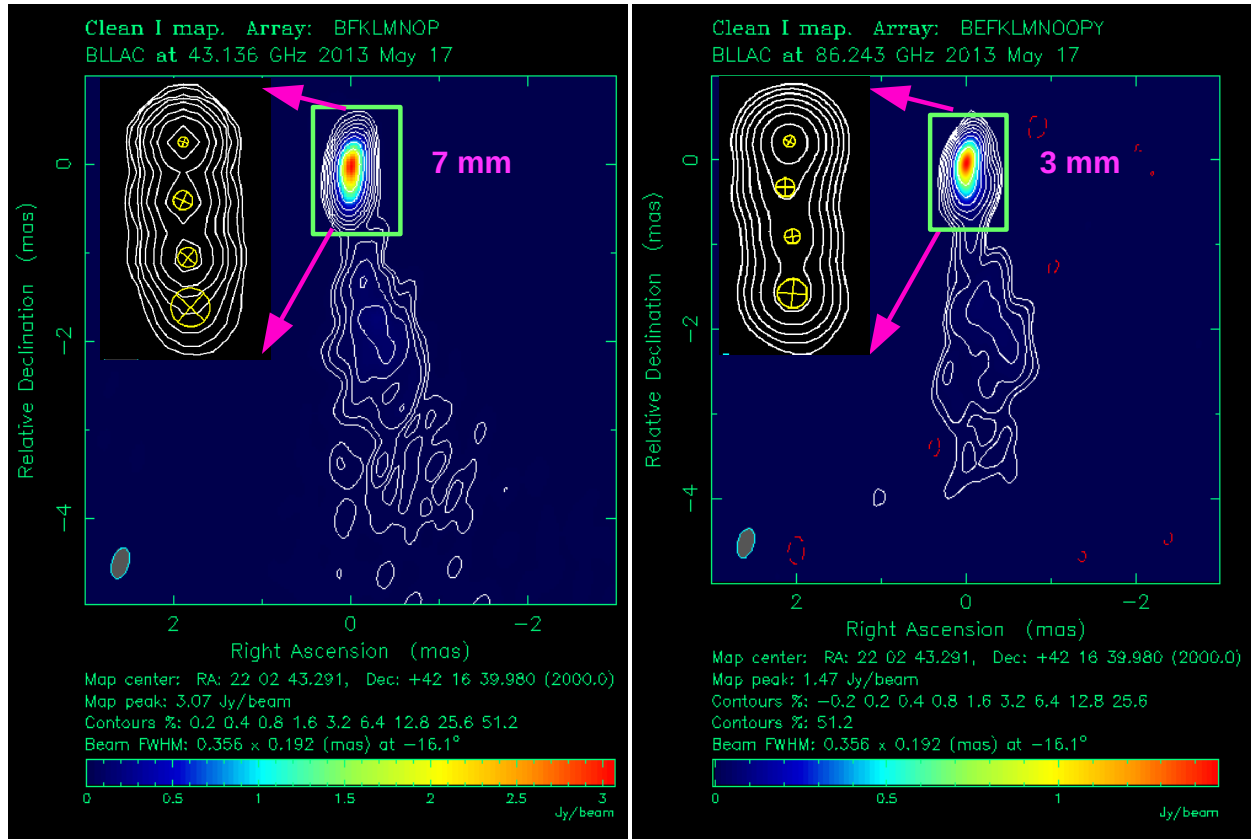 Clean I map. Array: BFKLMNOP
BLLAC at 43.136 GHz 2013 May 17
7 mm
0
−2
−4
Relative Declination (mas)
2
0
−2
Right Ascension (mas)
Map center: RA: 22 02 43.291, Dec: +42 16 39.980 (2000.0)
Map peak: 3.07 Jy/beam
Contours %: 0.2 0.4 0.8 1.6 3.2 6.4 12.8 25.6 51.2
Beam FWHM: 0.356 x 0.192 (mas) at −16.1°
0
0.5
1
1.5
2
2.5
3
Jy/beam
Clean I map. Array: BEFKLMNOOPY
BLLAC at 86.243 GHz 2013 May 17
3 mm
0
−2
−4
Relative Declination (mas)
2
0
−2
Right Ascension (mas)
Map center: RA: 22 02 43.291, Dec: +42 16 39.980 (2000.0)
Map peak: 1.47 Jy/beam
Contours %: −0.2 0.2 0.4 0.8 1.6 3.2 6.4 12.8 25.6
Contours %: 51.2
Beam FWHM: 0.356 x 0.192 (mas) at −16.1°
0
0.5
1
Jy/beam